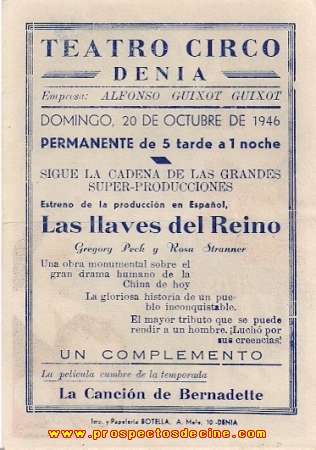 TEATRO CIRCO
DENIA
Empresa: ALFONSO GUIXOT GUIXOT
DOMINGO, 20 DE OCTUBRE DE 1946
PERMANENTE de 5 tarde a 1 noche
SIGUE LA CADENA DE LAS GRANDES
SUPER-PRODUCCIONES
Estreno de la producción en Español,
Las llaves del Reino
Gregory Peck y Rosa Stranner
Una obra monumental sobre el
gran drama humano de la
China de hoy
La gloriosa historia de un pue-
blo inconquistable.
El mayor tributo que se puede
rendir a un hombre. ¡Luchó por
sus creencias!
UN COMPLEMENTO
La película cumbre de la temporada
La Canción de Bernadette
Imp. y Papelería BOTELLA, A. Mafe, 10 -DENIA
www.prospectosdecine.com